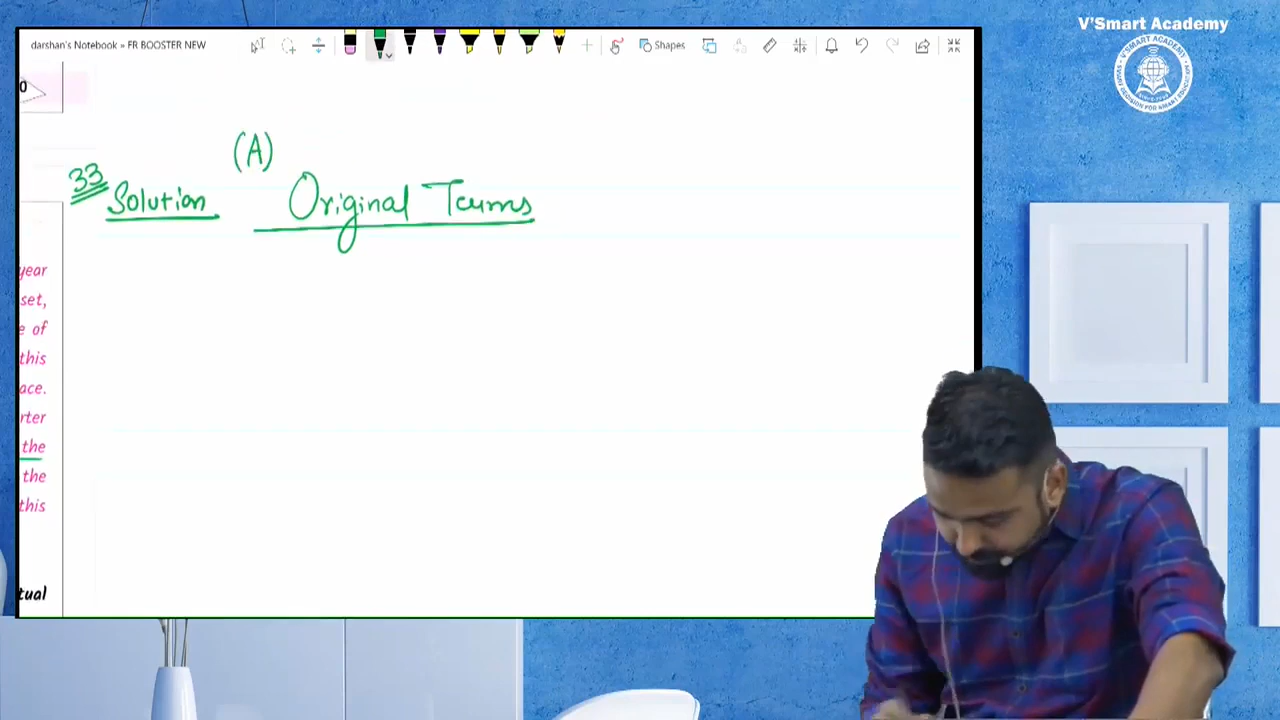 V'Smart Academy
darshan's Notebook » FR BOOSTER NEW
Shapes
0
(A)
33 Solution Original Terms
year
set,
e of
this
ace.
rter
the
the
this
tual